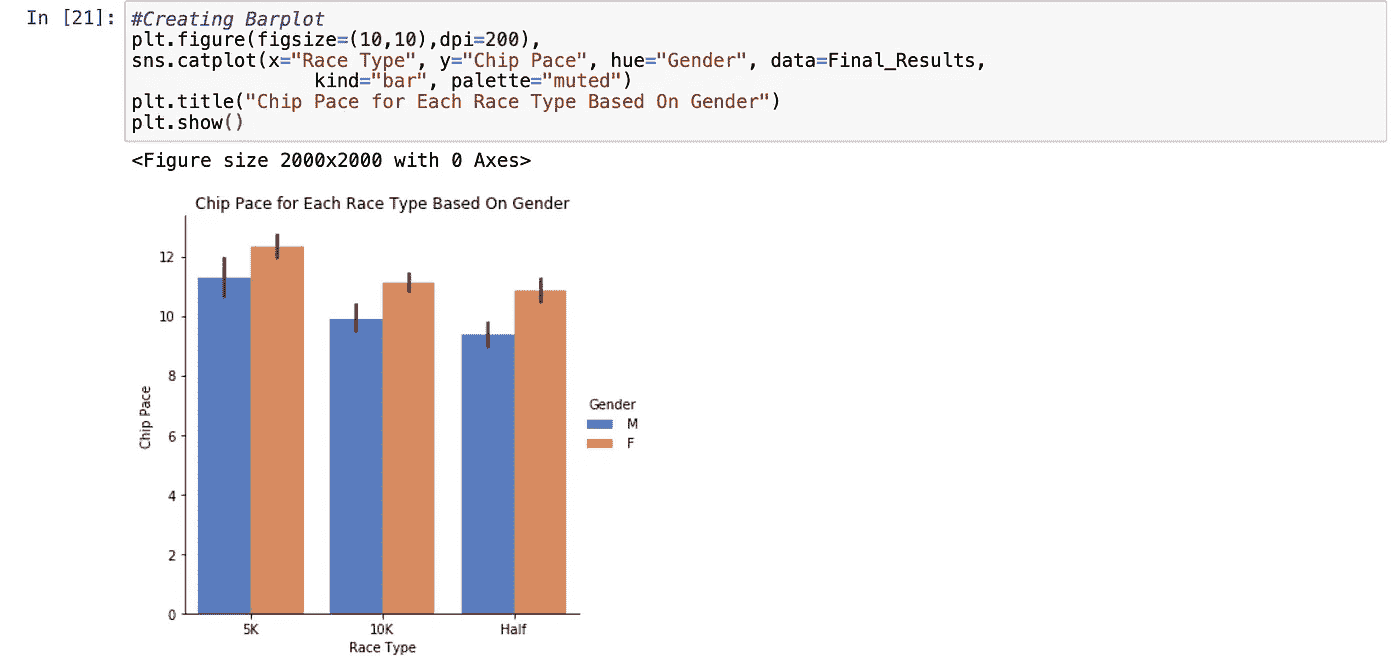 In [21]: #Creating Barplot
plt.figure(figsize=(10,10),dpi=200),
sns.catplot(x="Race Type", y="Chip Pace", hue="Gender", data=Final_Results,
kind="bar", palette="muted")
plt.title("Chip Pace for Each Race Type Based On Gender")
plt.show()
<Figure size 2000x2000 with 0 Axes>
Chip Pace for Each Race Type Based On Gender
12
10
8
6
4
2
0
Chip Pace
5K 10K Half
Race Type
Gender
M
F